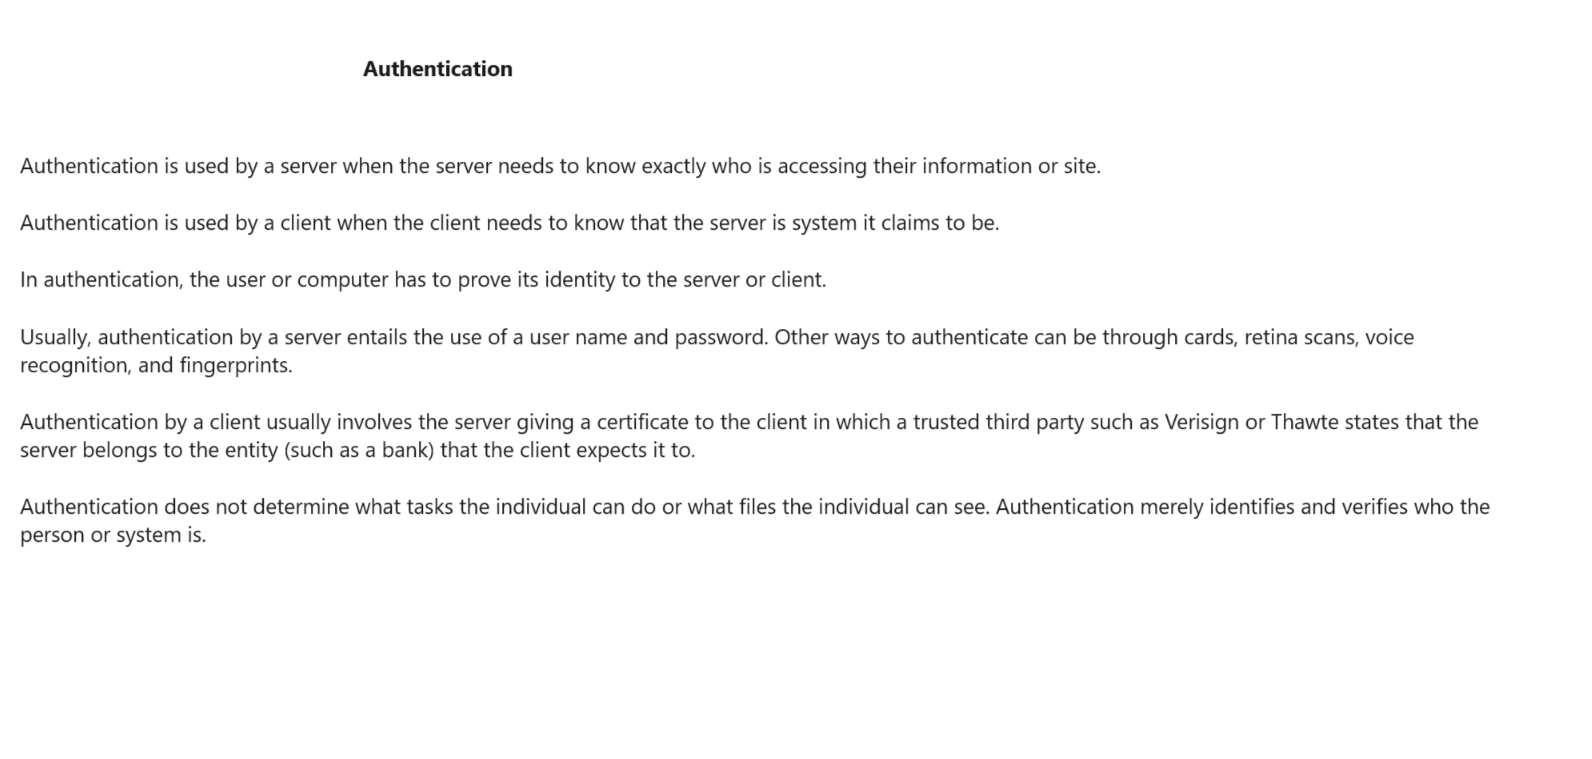 Authentication
Authentication is used by a server when the server needs to know exactly who is accessing their information or site.
Authentication is used by a client when the client needs to know that the server is system it claims to be.
In authentication, the user or computer has to prove its identity to the server or client.
Usually, authentication by a server entails the use of a user name and password. Other ways to authenticate can be through cards, retina scans, voice
recognition, and fingerprints.
Authentication by a client usually involves the server giving a certificate to the client in which a trusted third party such as Verisign or Thawte states that the
server belongs to the entity (such as a bank) that the client expects it to.
Authentication does not determine what tasks the individual can do or what files the individual can see. Authentication merely identifies and verifies who the
person or system is.